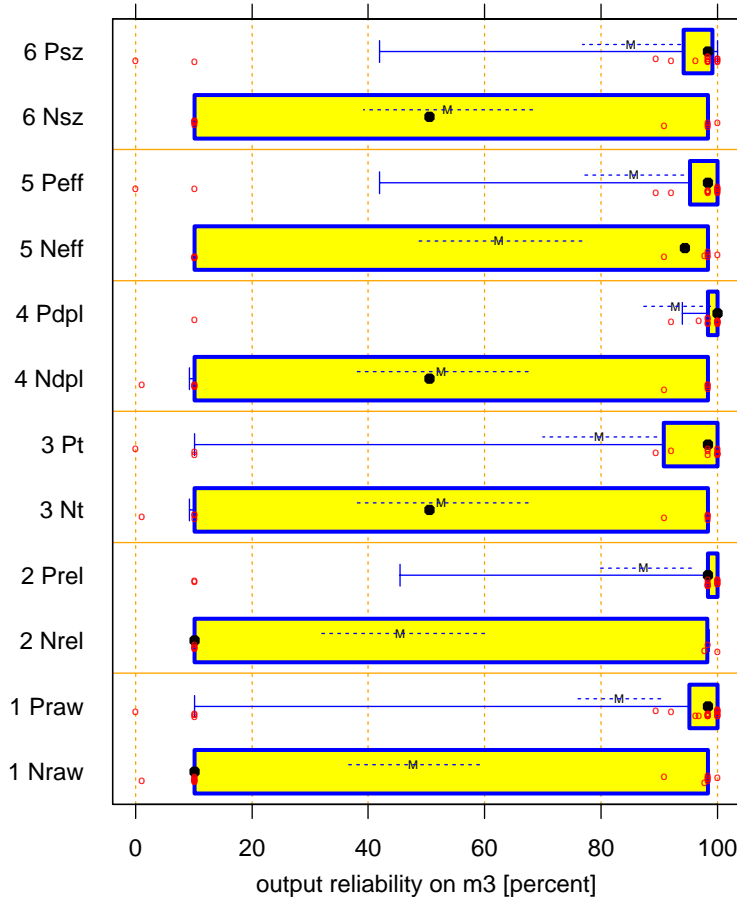 6 Psz
M
6 Nsz
M
5 Peff
M
5 Neff
M
4 Pdpl
M
4 Ndpl
M
3 Pt
M
3 Nt
M
2 Prel
M
2 Nrel
M
1 Praw
M
1 Nraw
M
0 20 40 60 80 100
output reliability on m3 [percent]